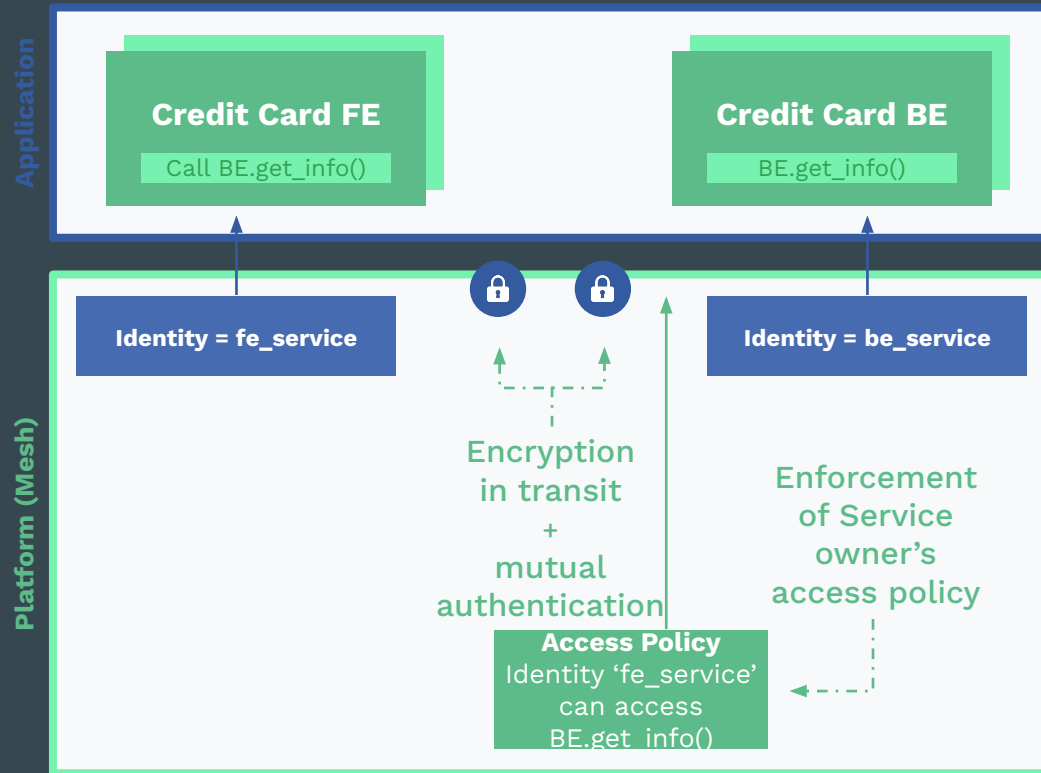 Application
Credit Card FE
Call BE.get_info()
Credit Card BE
BE.get_info()
Platform (Mesh)
Identity = fe_service
Identity = be_service
Encryption
in transit
+
mutual
authentication
Enforcement
of Service
owner’s
access policy
Access Policy
Identity ‘fe_service’
can access
BE.get_info()